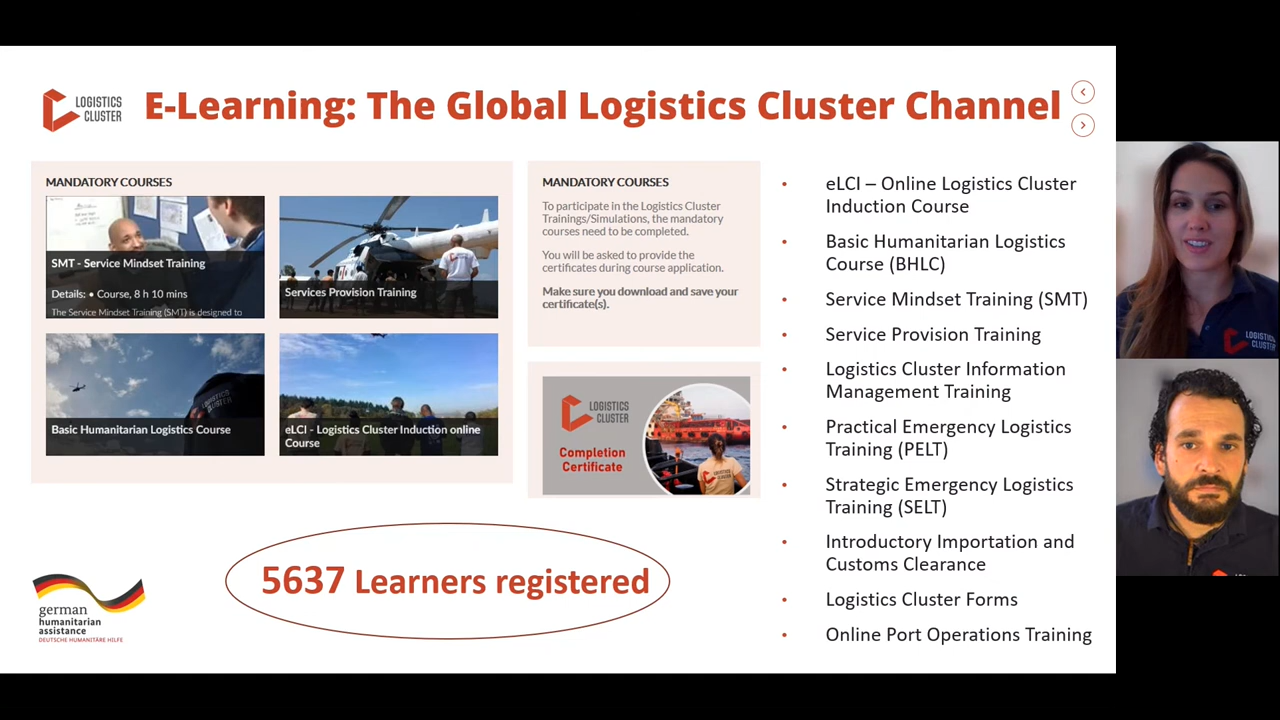 LOGISTICS
CLUSTER
E-Learning: The Global Logistics Cluster Channel
MANDATORY COURSES
SMT - Service Mindset Training
Details: • Course, 8 h 10 mins
The Service Mindset Training (SMT) is designed to
Services Provision Training
Basic Humanitarian Logistics Course
eLCI - Logistics Cluster Induction online
Course
MANDATORY COURSES
To participate in the Logistics Cluster
Trainings/Simulations, the mandatory
courses need to be completed.
You will be asked to provide the
certificates during course application.
Make sure you download and save your
certificate(s).
LOGISTICS
CLUSTER
Completion
Certificate
• eLCI – Online Logistics Cluster
Induction Course
• Basic Humanitarian Logistics
Course (BHLC)
• Service Mindset Training (SMT)
• Service Provision Training
• Logistics Cluster Information
Management Training
• Practical Emergency Logistics
Training (PELT)
• Strategic Emergency Logistics
Training (SELT)
• Introductory Importation and
Customs Clearance
• Logistics Cluster Forms
• Online Port Operations Training
5637 Learners registered
german
humanitarian
assistance
DEUTSCHE HUMANITÄRE HILFE
LOGISTICS
CLUSTER